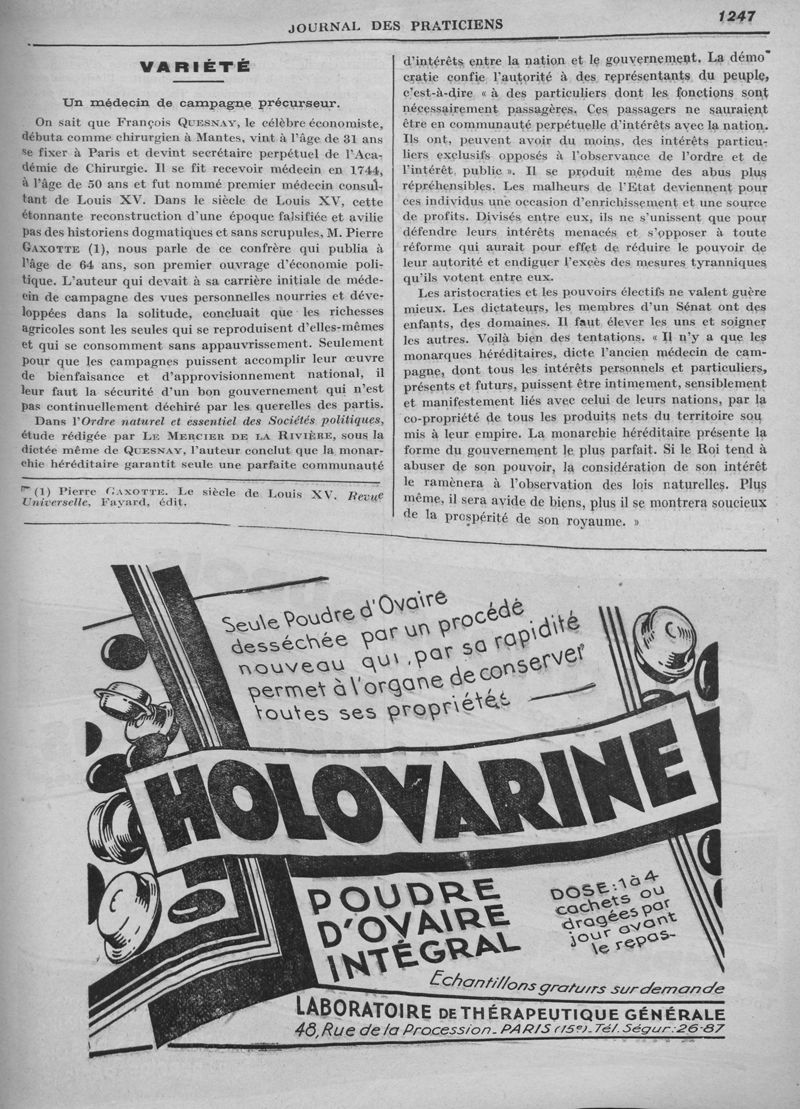 JOURNAL DES PRATICIENS
1247
VARIÉTÉ
Un médecin de campagne précurseur.
On sait que François QUESNAY, le célèbre économiste,
débuta comme chirurgien à Mantes, vint à l'âge de 31 ans
se fixer à Paris et devint secrétaire perpétuel de l'Aca-
démie de Chirurgie. Il se fit recevoir médecin en 1744,
à l'âge de 50 ans et fut nommé premier médecin consul-
tant de Louis XV. Dans le siècle de Louis XV, cette
étonnante reconstruction d'une époque falsifiée et avilie
pas des historiens dogmatiques et sans scrupules, M. Pierre
GAXOTTE (1), nous parle de ce confrère qui publia à
l'âge de 64 ans, son premier ouvrage d'économie poli-
tique. L'auteur qui devait à sa carrière initiale de méde-
cin de campagne des vues personnelles nourries et déve-
loppées dans la solitude, concluait que les richesses
agricoles sont les seules qui se reproduisent d'elles-mêmes
et qui se consomment sans appauvrissement. Seulement
pour que les campagnes puissent accomplir leur œuvre
de bienfaisance et d'approvisionnement national, il
leur faut la sécurité d'un bon gouvernement qui n'est
pas continuellement déchiré par les querelles des partis.
Dans l'Ordre naturel et essentiel des Sociétés politiques,
étude rédigée par LE MERCIER DE LA RIVIÈRE, sous la
dictée même de QUESNAY, l'auteur conclut que la monar-
chie héréditaire garantit seule une parfaite communauté
(1) Pierre GAXOTTE. Le siècle de Louis XV. Revue
Universelle, Fayard, édit.
d'intérêts entre la nation et le gouvernement. La démo-
cratie confie l'autorité à des représentants du peuple,
c'est-à-dire « à des particuliers dont les fonctions sont
nécessairement passagères. Ces passagers ne sauraient
être en communauté perpétuelle d'intérêts avec la nation.
Ils ont, peuvent avoir du moins, des intérêts particu-
liers exclusifs opposés à l'observance de l'ordre et de
l'intérêt public ». Il se produit même des abus plus
répréhensibles. Les malheurs de l'Etat deviennent pour
ces individus une occasion d'enrichissement et une source
de profits. Divisés entre eux, ils ne s'unissent que pour
défendre leurs intérêts menacés et s'opposer à toute
réforme qui aurait pour effet de réduire le pouvoir de
leur autorité et endiguer l'excès des mesures tyranniques
qu'ils votent entre eux.
Les aristocraties et les pouvoirs électifs ne valent guère
mieux. Les dictateurs, les membres d'un Sénat ont des
enfants, des domaines. Il faut élever les uns et soigner
les autres. Voilà bien des tentations. « Il n'y a que les
monarques héréditaires, dicte l'ancien médecin de cam-
pagne, dont tous les intérêts personnels et particuliers,
présents et futurs, puissent être intimement, sensiblement
et manifestement liés avec celui de leurs nations, par la
co-propriété de tous les produits nets du territoire sou
mis à leur empire. La monarchie héréditaire présente la
forme du gouvernement le plus parfait. Si le Roi tend à
abuser de son pouvoir, la considération de son intérêt
le ramènera à l'observation des lois naturelles. Plus
même, il sera avide de biens, plus il se montrera soucieux
de la prospérité de son royaume. »
Seule Poudre d'Ovaire
desséchée par un procédé
nouveau qui, par sa rapidité
permet à l'organe de conserver
toutes ses propriétés
HOLOVARINE
POUDRE
D'OVAIRE
INTÉGRAL
DOSE: 1 à 4
cachets ou
dragées par
jour avant
le repas-
Echantillons gratuits sur demande
LABORATOIRE DE THÉRAPEUTIQUE GÉNÉRALE
48, Rue de la Procession - PARIS (15e) - Tél. Ségur: 26-87